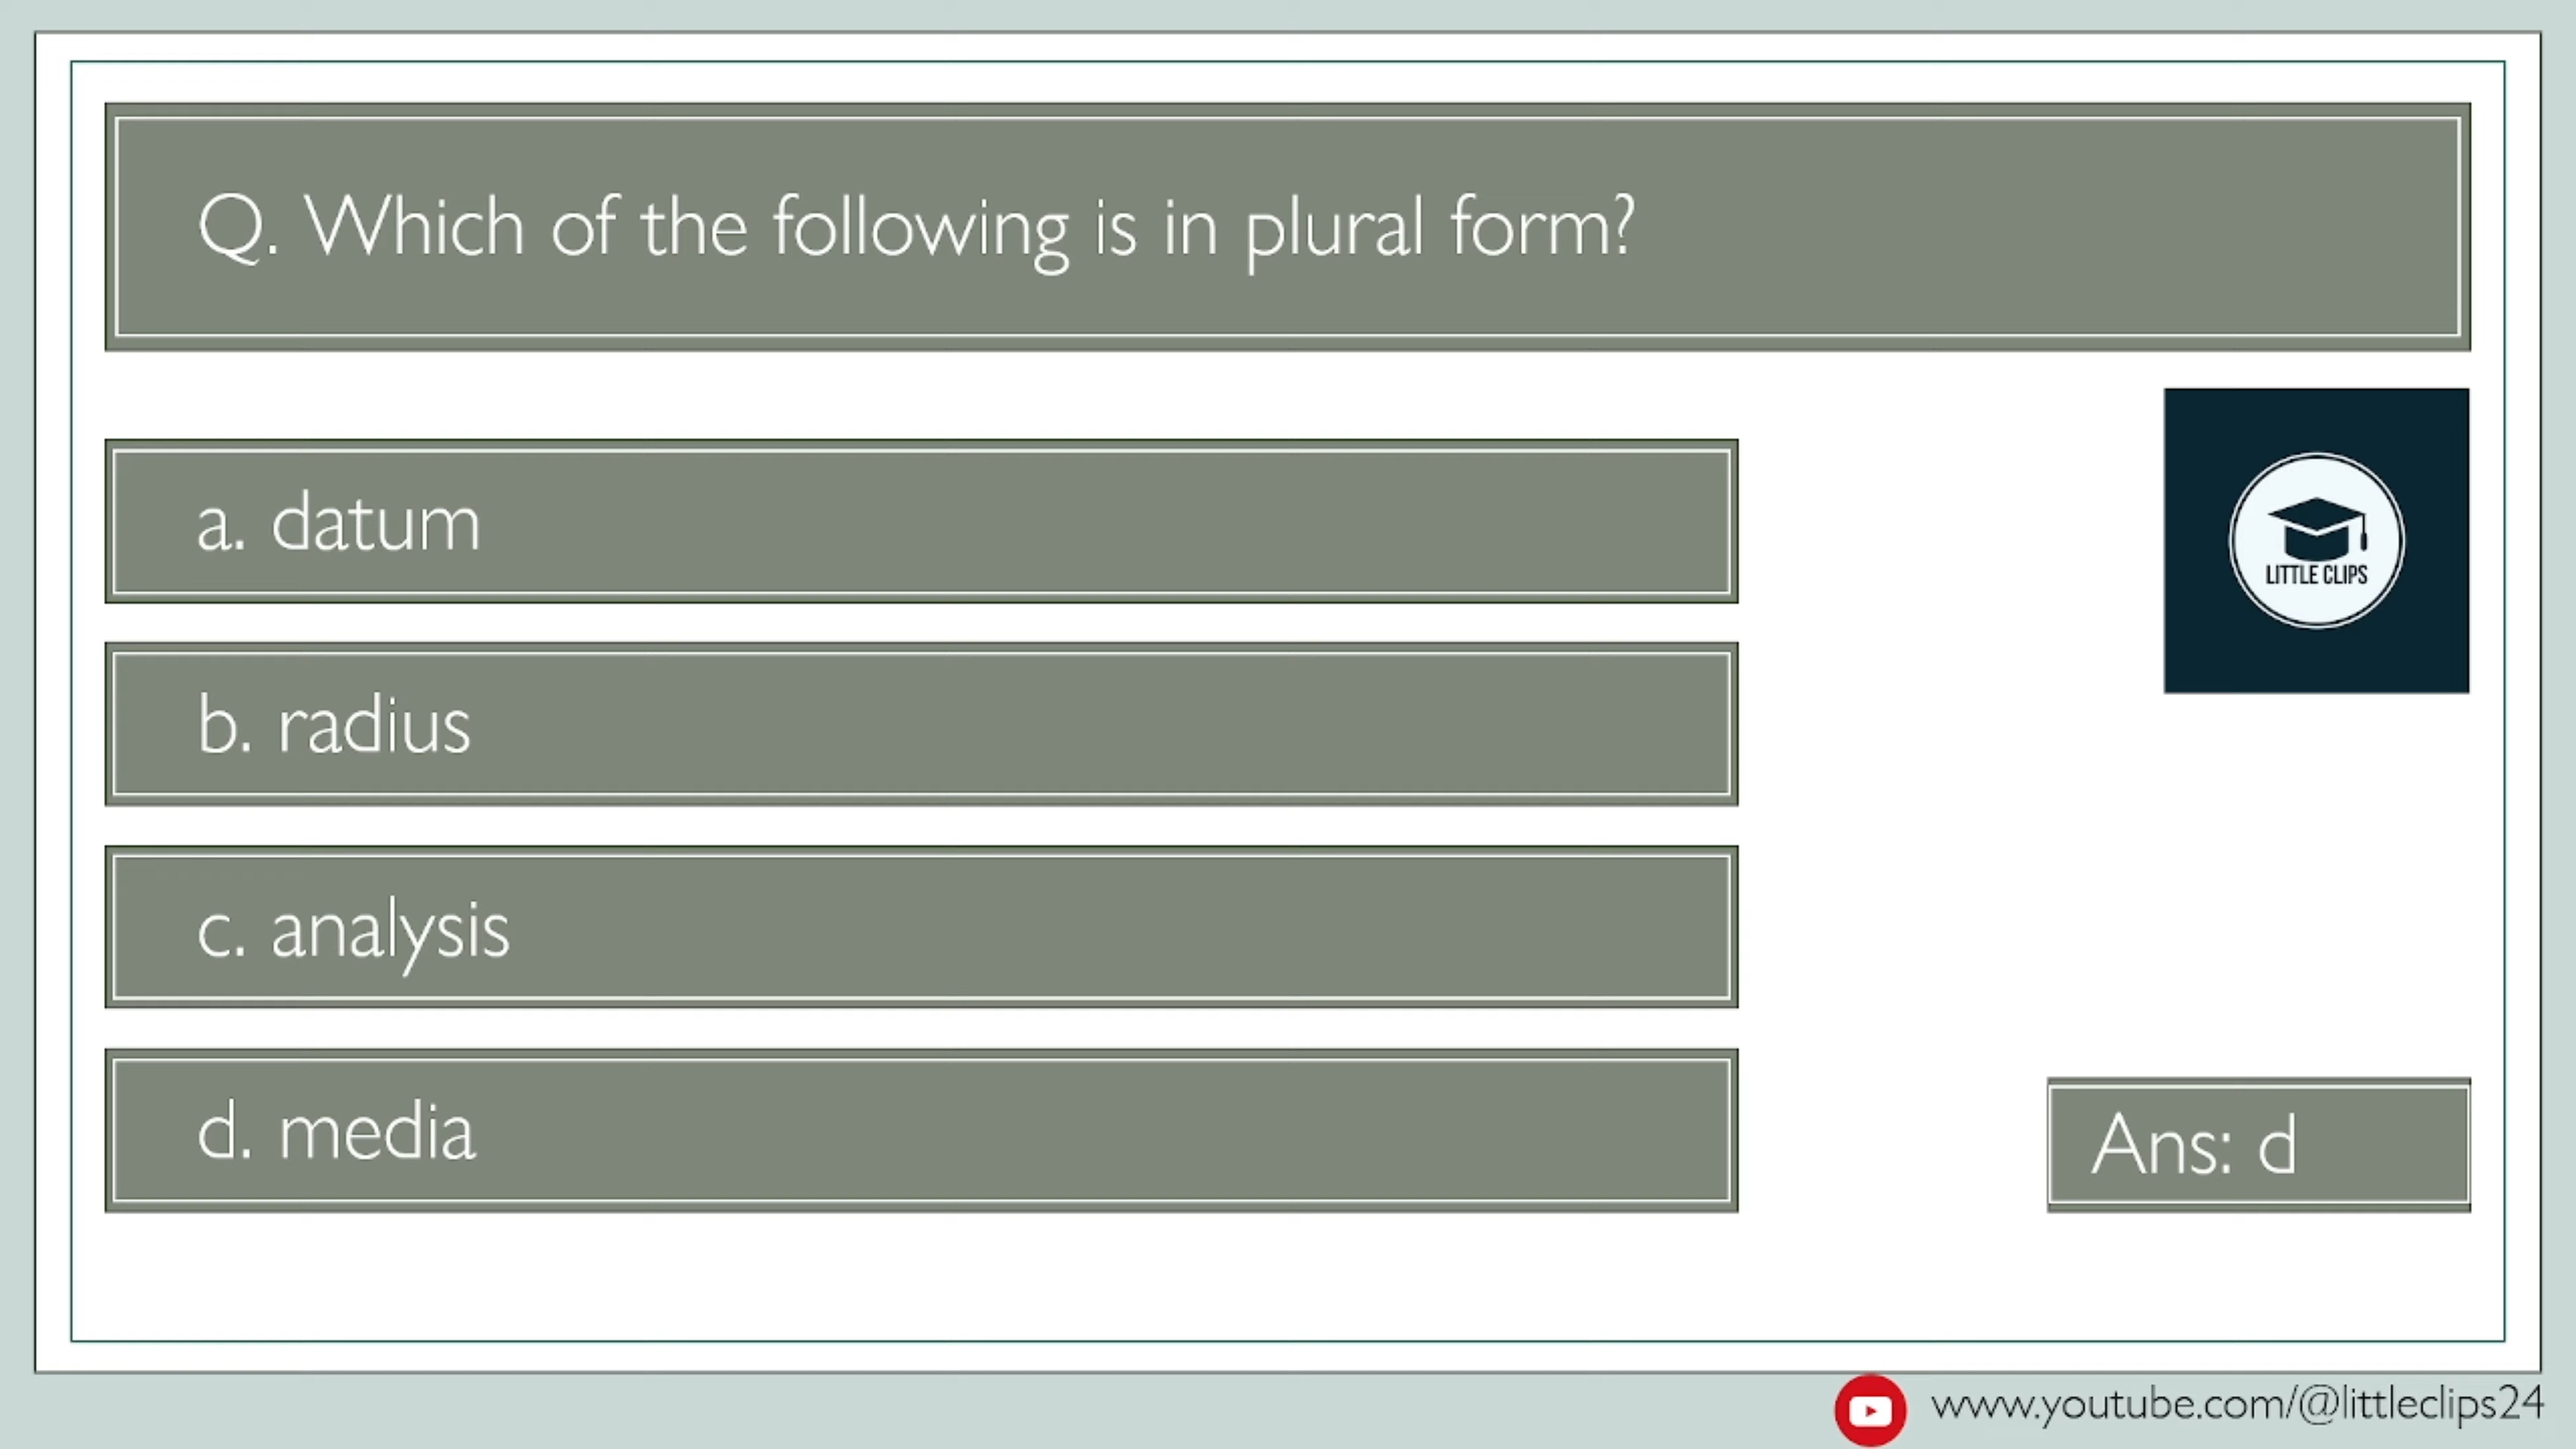 Q. Which of the following is in plural form?
a. datum
LITTLE CLIPS
b. radius
c. analysis
d. media
Ans: d
www.youtube.com/@littleclips24